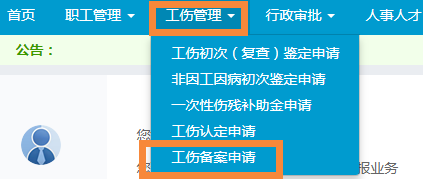 首页 职工管理 工伤管理 行政审批 人事人才
公告：
工伤初次（复查）鉴定申请
非因工因病初次鉴定申请
一次性伤残补助金申请
工伤认定申请
您
工伤备案申请
您 报业务